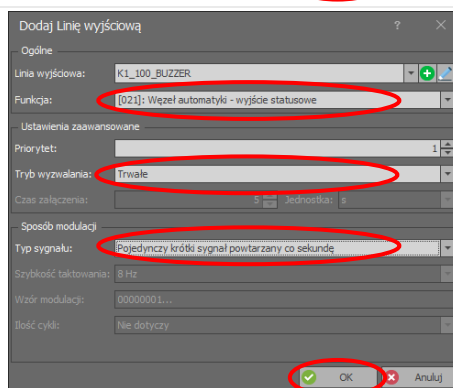 Dodaj Linię wyjściową ? ×
Ogólne
Linia wyjściowa: K1_100_BUZZER
Funkcja: [021]: Węzeł automatyki - wyjście statusowe
Ustawienia zaawansowane
Priorytet: 1
Tryb wyzwalania: Trwałe
Czas załączenia: 5 Jednostka: s
Sposób modulacji
Typ sygnału: Pojedynczy krótki sygnał powtarzany co sekundę
Szybkość taktowania: 8 Hz
Wzór modulacji: 00000001...
Ilość cykli: Nie dotyczy
OK Anuluj